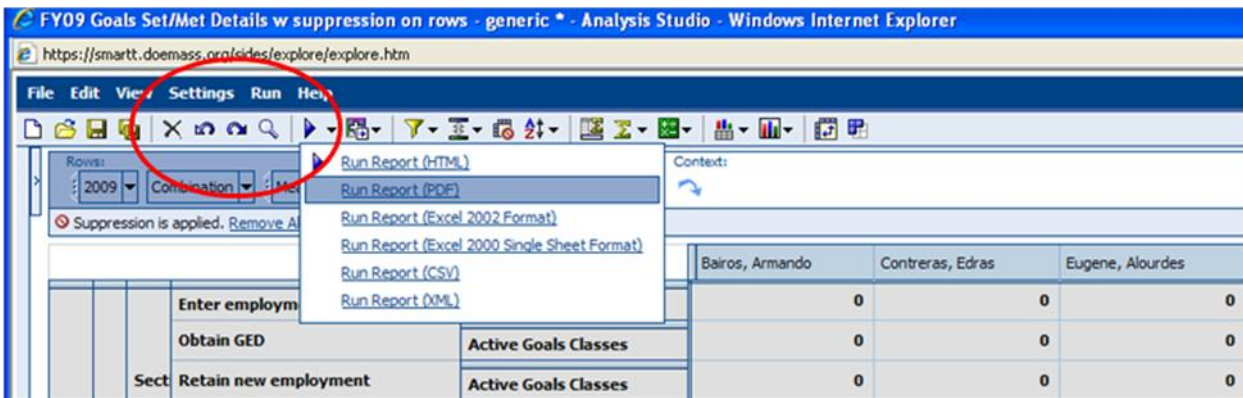 FY09 Goals Set/Met Details w suppression on rows - generic * - Analysis Studio - Windows Internet Explorer
https://smartt.doemass.org/sides/explore/explore.htm
File Edit View Settings Run Help
Rows:
Context:
2009 Combination
Suppression is applied. Remove
Run Report (HTML)
Run Report (PDF)
Run Report (Excel 2002 Format)
Run Report (Excel 2000 Single Sheet Format)
Run Report (CSV)
Run Report (XML)
Bairos, Armando Contreras, Edras Eugene, Alourdes
Enter employm 0 0 0
Obtain GED Active Goals Classes 0 0 0
Sect Retain new employment Active Goals Classes 0 0 0